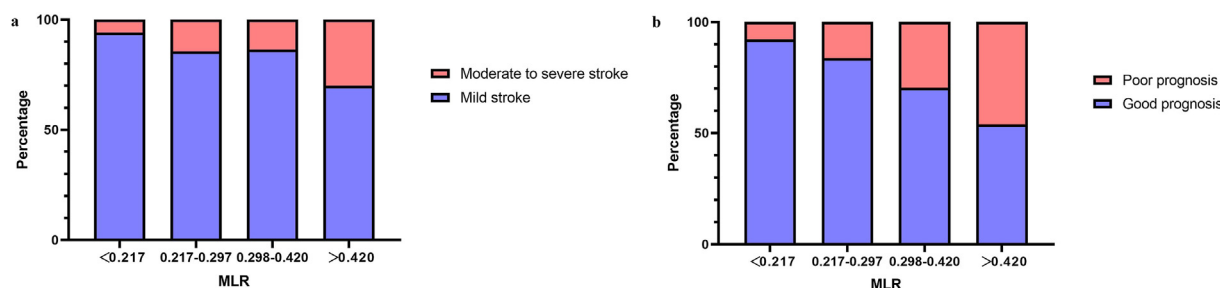 a
100
50
0
Percentage
<0.217
0.217-0.297
0.298-0.420
>0.420
MLR
Moderate to severe stroke
Mild stroke
b
100
50
0
Percentage
<0.217
0.217-0.297
0.298-0.420
>0.420
MLR
Poor prognosis
Good prognosis